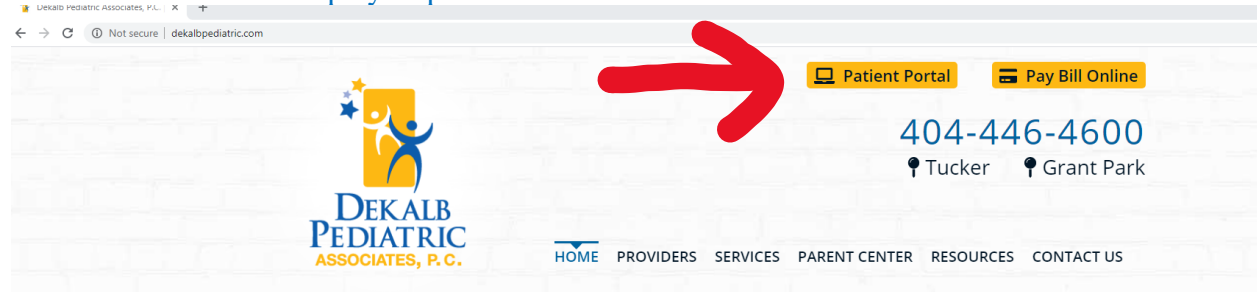 Dekalb Pediatric Associates, P.C.
Not secure | dekalbpediatric.com
Patient Portal
Pay Bill Online
404-446-4600
Tucker
Grant Park
DEKALB
PEDIATRIC
ASSOCIATES, P.C.
HOME PROVIDERS SERVICES PARENT CENTER RESOURCES CONTACT US